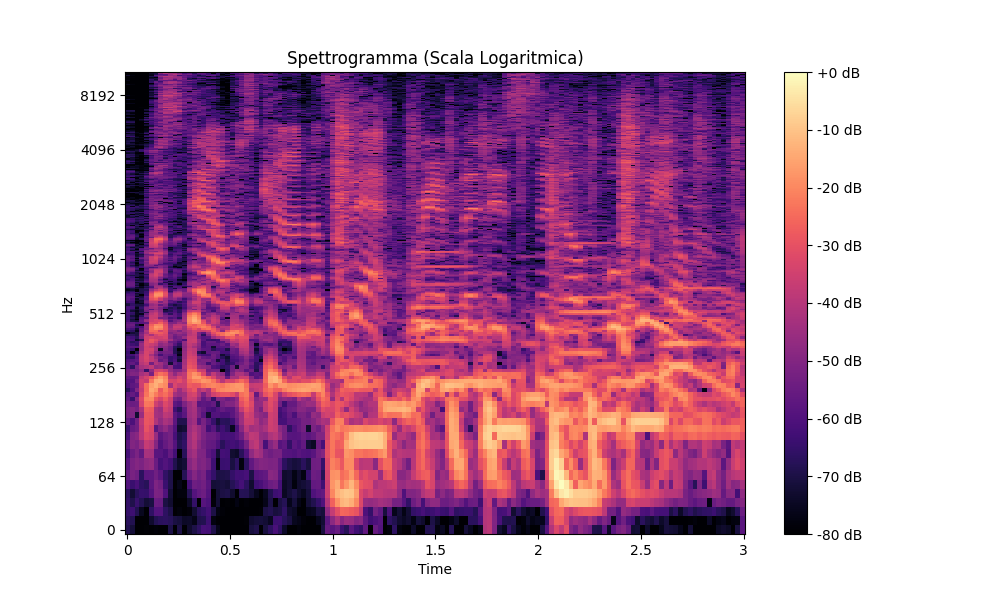 Spettrogramma (Scala Logaritmica)
Hz
8192
4096
2048
1024
512
256
128
64
0
0 0.5 1 1.5 2 2.5 3
Time
+0 dB
-10 dB
-20 dB
-30 dB
-40 dB
-50 dB
-60 dB
-70 dB
-80 dB